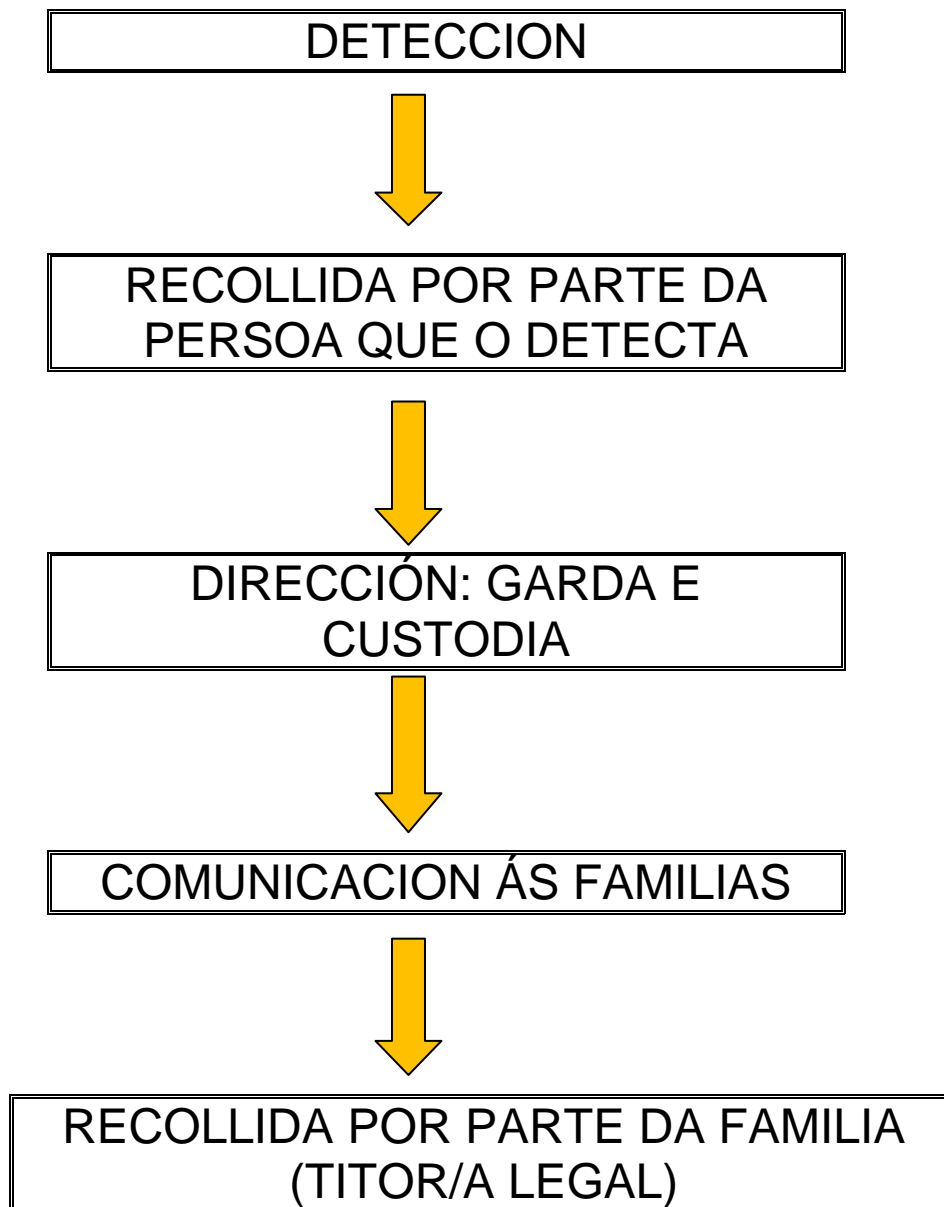 DETECCION
RECOLLIDA POR PARTE DA
PERSOA QUE O DETECTA
DIRECCIÓN: GARDA E
CUSTODIA
COMUNICACION ÁS FAMILIAS
RECOLLIDA POR PARTE DA FAMILIA
(TITOR/A LEGAL)